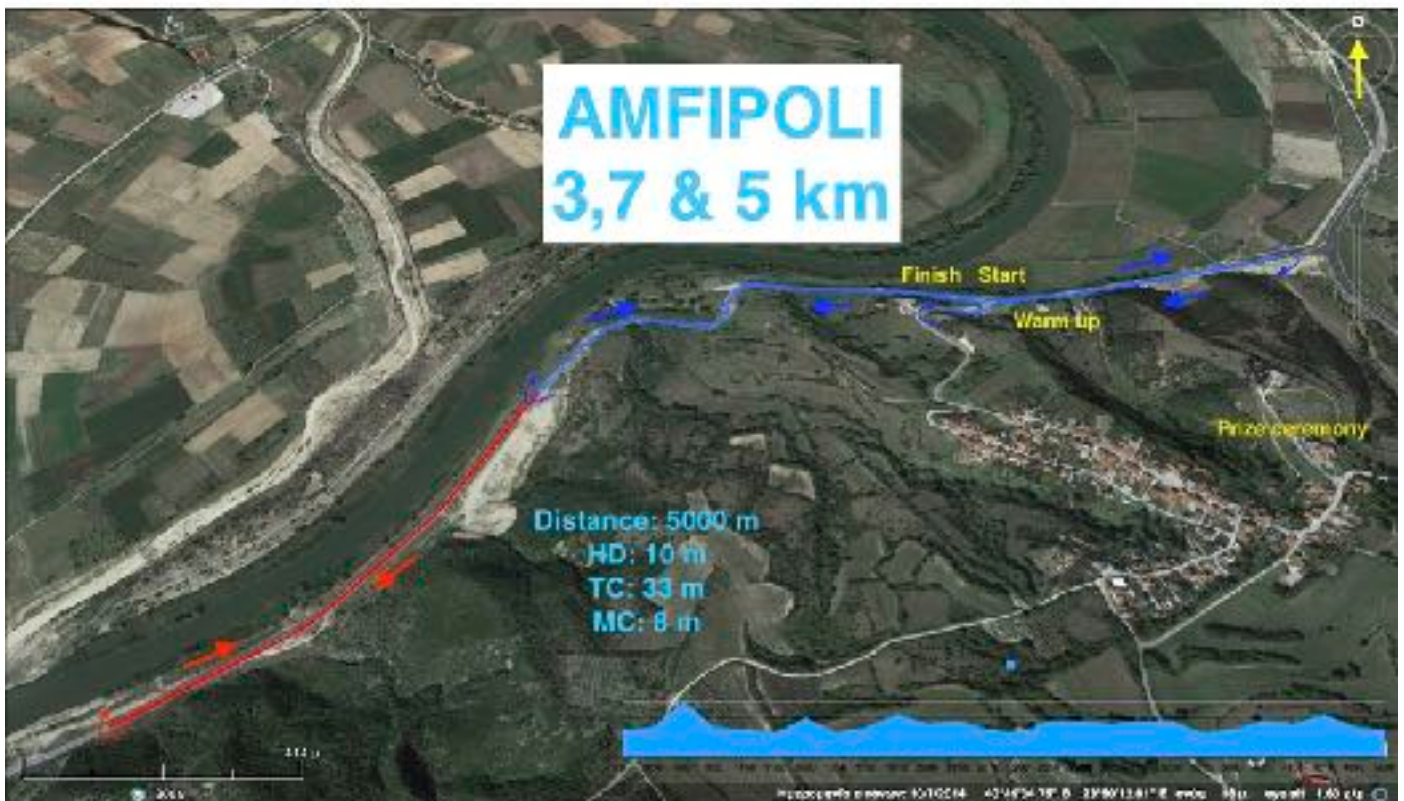 AMFIPOLI
3,7 & 5 km
Finish Start
Warm up
Prize ceremony
Distance: 5000 m
HD: 10 m
TC: 33 m
MC: 8 m